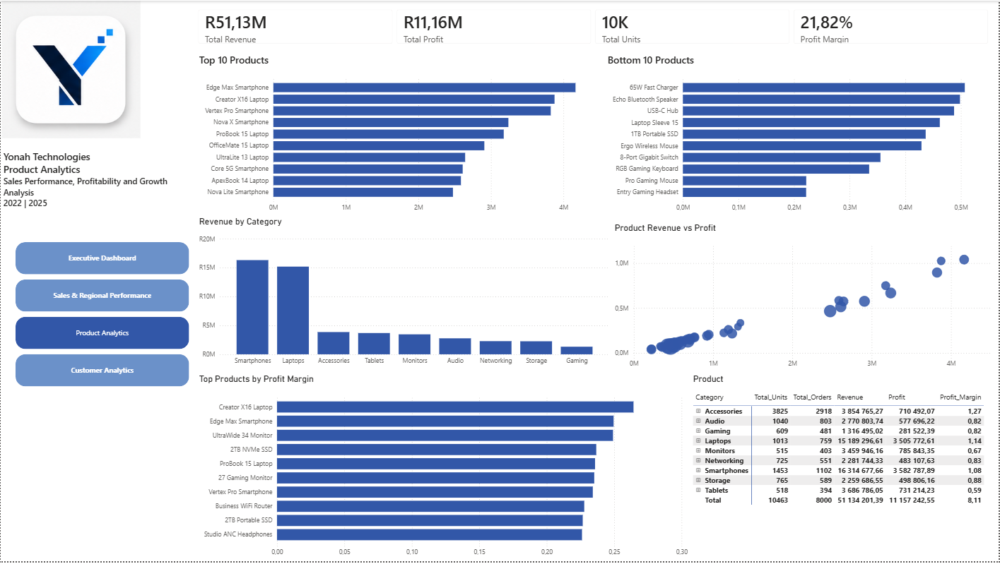 R51,13M
Total Revenue
R11,16M
Total Profit
10K
Total Units
21,82%
Profit Margin
Yonah Technologies
Product Analytics
Sales Performance, Profitability and Growth
Analysis
2022 | 2025
Executive Dashboard
Sales & Regional Performance
Product Analytics
Customer Analytics
Top 10 Products
Edge Max Smartphone
Creator X16 Laptop
Vertex Pro Smartphone
Nova X Smartphone
ProBook 15 Laptop
OfficeMate 15 Laptop
UltraLite 13 Laptop
Core 5G Smartphone
ApexBook 14 Laptop
Nova Lite Smartphone
0M 1M 2M 3M 4M
Bottom 10 Products
65W Fast Charger
Echo Bluetooth Speaker
USB-C Hub
Laptop Sleeve 15
1TB Portable SSD
Ergo Wireless Mouse
8-Port Gigabit Switch
RGB Gaming Keyboard
Pro Gaming Mouse
Entry Gaming Headset
0,0M 0,1M 0,2M 0,3M 0,4M 0,5M
Revenue by Category
R20M
R15M
R10M
R5M
R0M
Smartphones Laptops Accessories Tablets Monitors Audio Networking Storage Gaming
Product Revenue vs Profit
1,0M
0,5M
0,0M
0M 1M 2M 3M 4M
Top Products by Profit Margin
Creator X16 Laptop
Edge Max Smartphone
UltraWide 34 Monitor
2TB NVMe SSD
ProBook 15 Laptop
27 Gaming Monitor
Vertex Pro Smartphone
Business WiFi Router
2TB Portable SSD
Studio ANC Headphones
0,00 0,05 0,10 0,15 0,20 0,25 0,30
Product
Category Total_Units Total_Orders Revenue Profit Profit_Margin
Accessories 3825 2918 3 854 765,27 710 492,07 1,27
Audio 1040 803 2 770 803,74 577 696,22 0,82
Gaming 609 481 1 316 495,02 281 522,39 0,82
Laptops 1013 759 15 189 296,61 3 505 772,61 1,14
Monitors 515 403 3 459 946,16 785 843,35 0,67
Networking 725 551 2 281 744,33 483 107,63 0,83
Smartphones 1453 1102 16 314 677,66 3 582 787,89 1,08
Storage 765 589 2 259 686,55 498 806,16 0,88
Tablets 518 394 3 686 786,05 731 214,23 0,59
Total 10463 8000 51 134 201,39 11 157 242,55 8,11